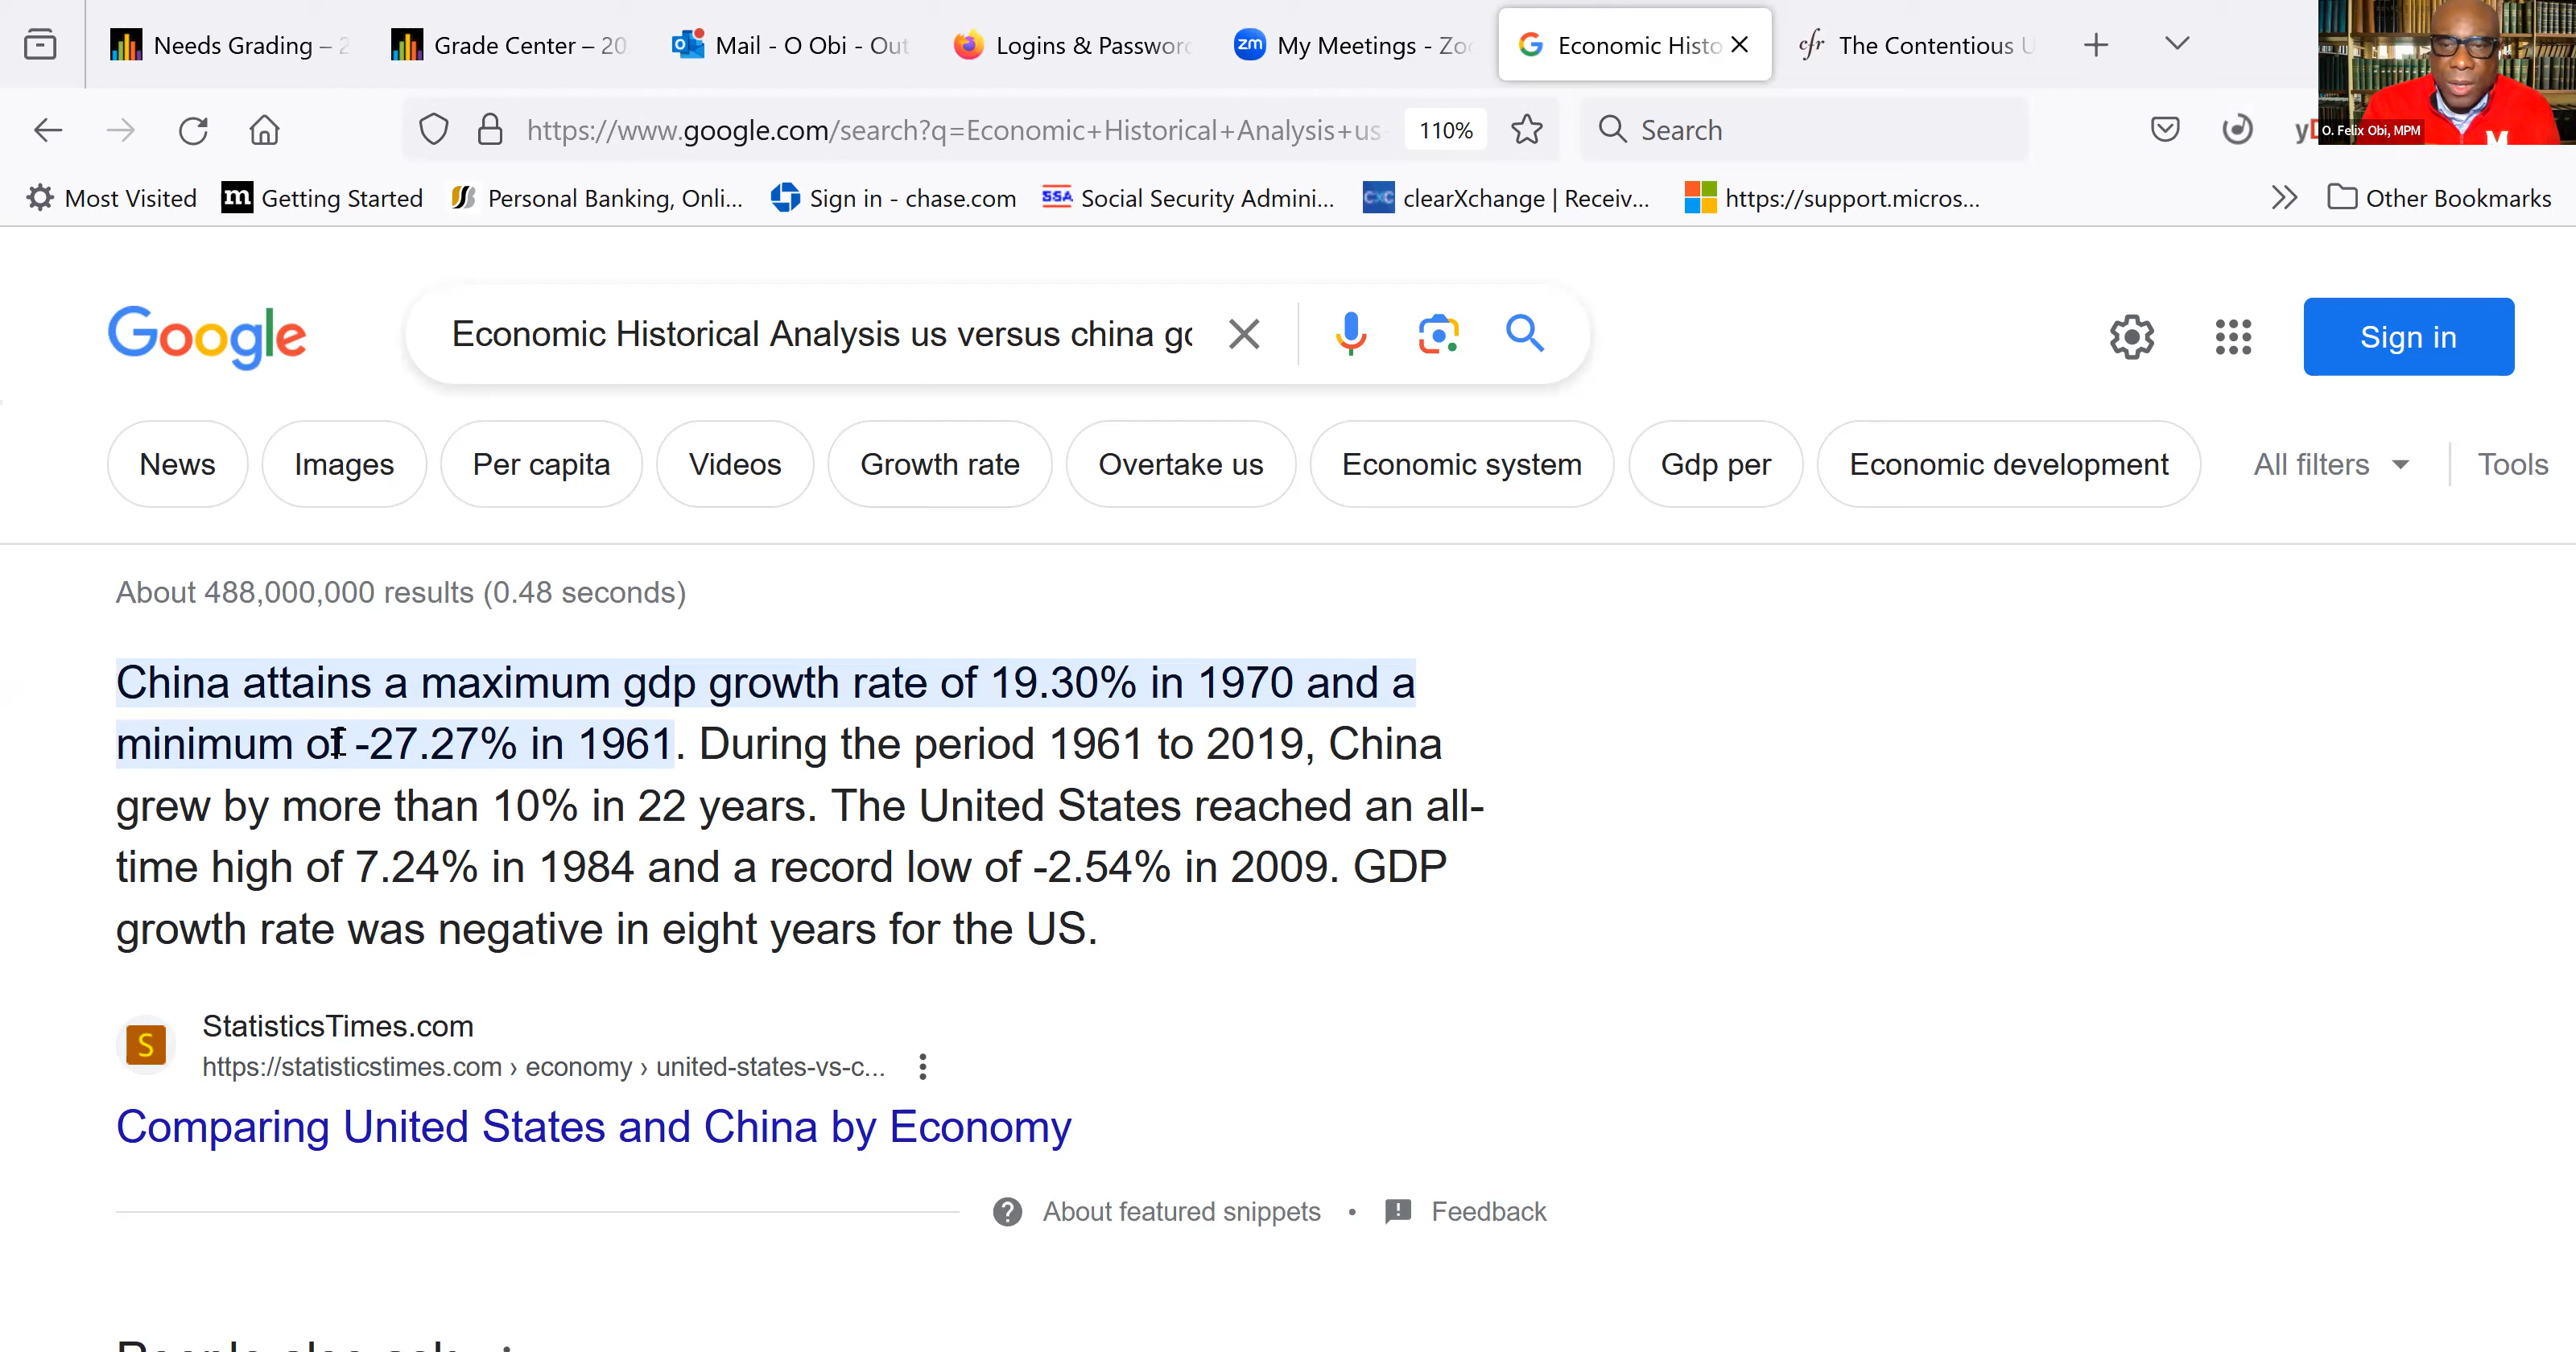 Needs Grading – 2
Grade Center – 20
Mail - O Obi - Out
Logins & Password
zm My Meetings - Zoo
Economic Histo
cfr The Contentious U
https://www.google.com/search?q=Economic+Historical+Analysis+us-
110%
Search
O. Felix Obi, MPM
Most Visited
m Getting Started
Personal Banking, Onli...
Sign in - chase.com
SSA Social Security Admini...
CXC clearXchange | Receiv...
https://support.micros...
Other Bookmarks
Google
Economic Historical Analysis us versus china
Sign in
News
Images
Per capita
Videos
Growth rate
Overtake us
Economic system
Gdp per
Economic development
All filters
Tools
About 488,000,000 results (0.48 seconds)
China attains a maximum gdp growth rate of 19.30% in 1970 and a
minimum of -27.27% in 1961. During the period 1961 to 2019, China
grew by more than 10% in 22 years. The United States reached an all-
time high of 7.24% in 1984 and a record low of -2.54% in 2009. GDP
growth rate was negative in eight years for the US.
S
StatisticsTimes.com
https://statisticstimes.com › economy › united-states-vs-c...
Comparing United States and China by Economy
About featured snippets • Feedback
People also ask